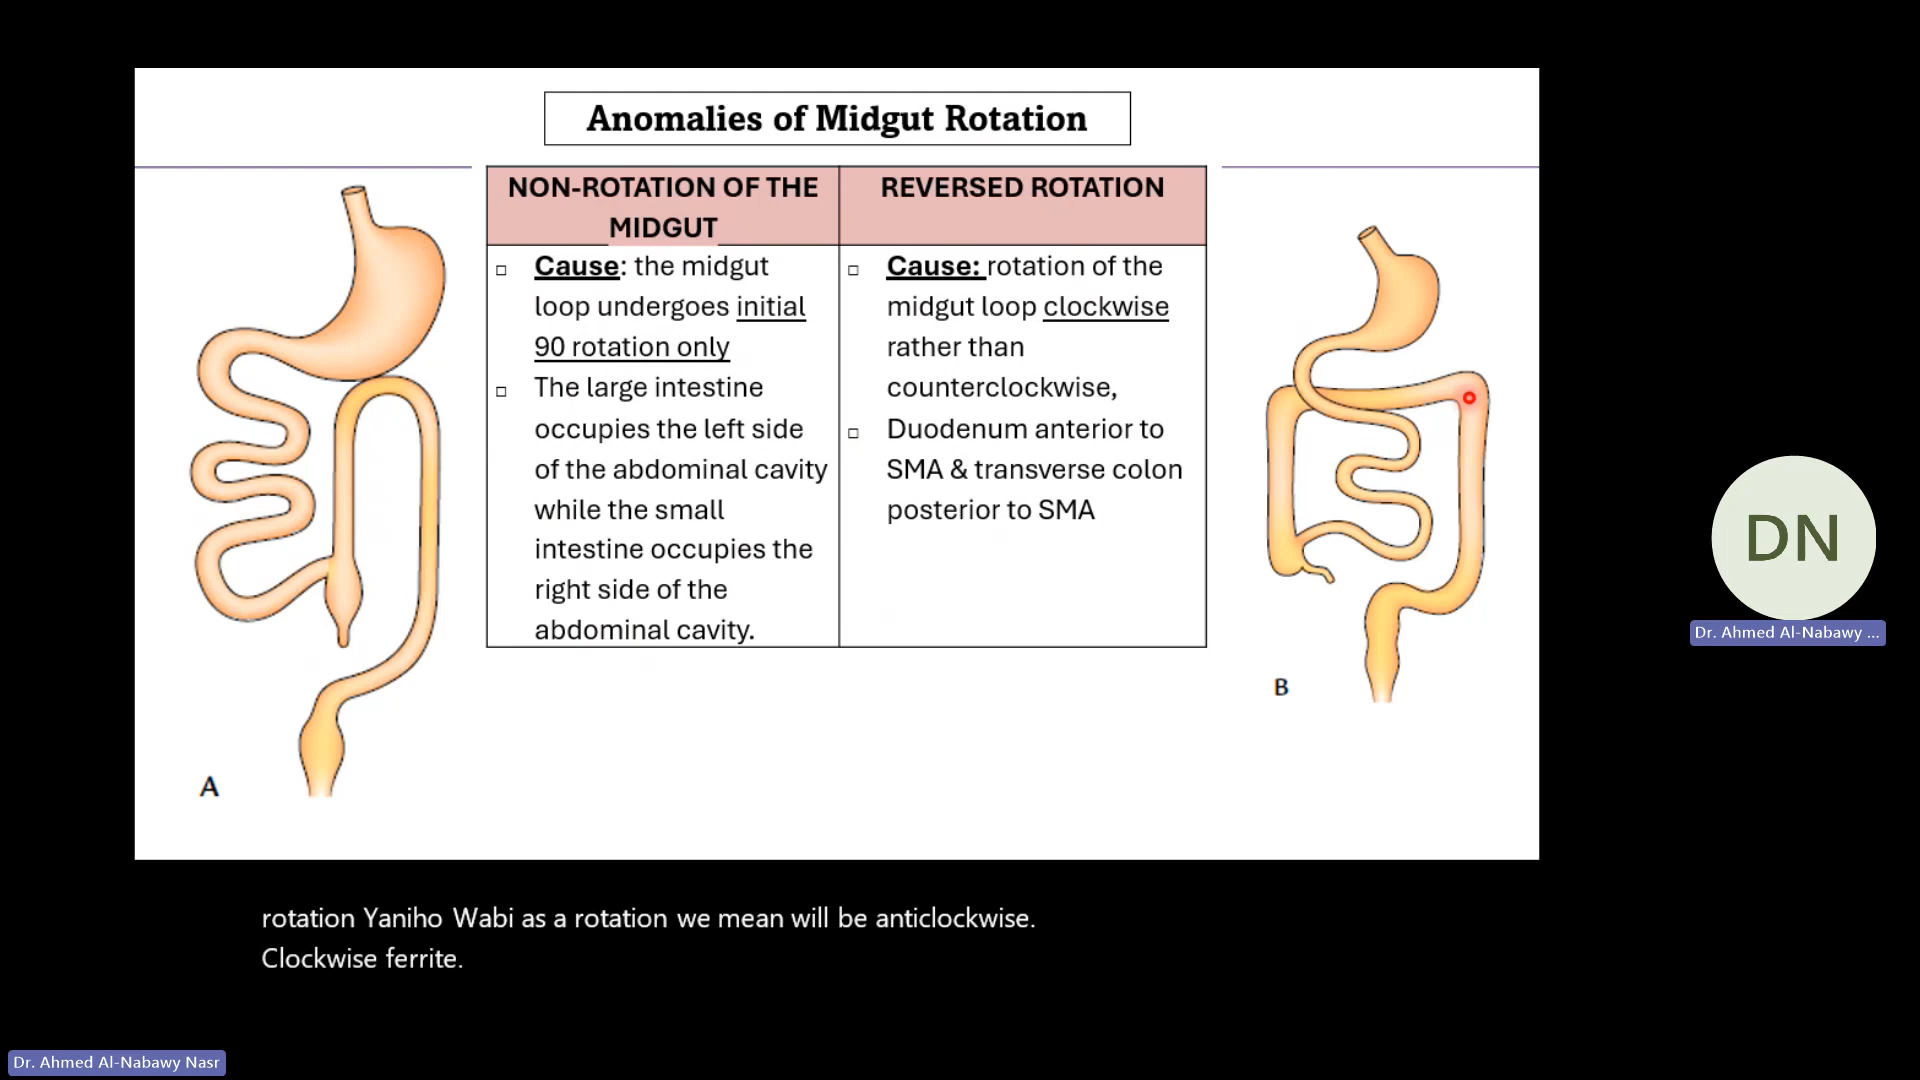 Anomalies of Midgut Rotation
NON-ROTATION OF THE
MIDGUT
□ Cause: the midgut
loop undergoes initial
90 rotation only
□ The large intestine
occupies the left side
of the abdominal cavity
while the small
intestine occupies the
right side of the
abdominal cavity.
REVERSED ROTATION
□ Cause: rotation of the
midgut loop clockwise
rather than
counterclockwise,
□ Duodenum anterior to
SMA & transverse colon
posterior to SMA
A
B
DN
Dr. Ahmed Al-Nabawy ...
rotation Yaniho Wabi as a rotation we mean will be anticlockwise.
Clockwise ferrite.
Dr. Ahmed Al-Nabawy Nasr